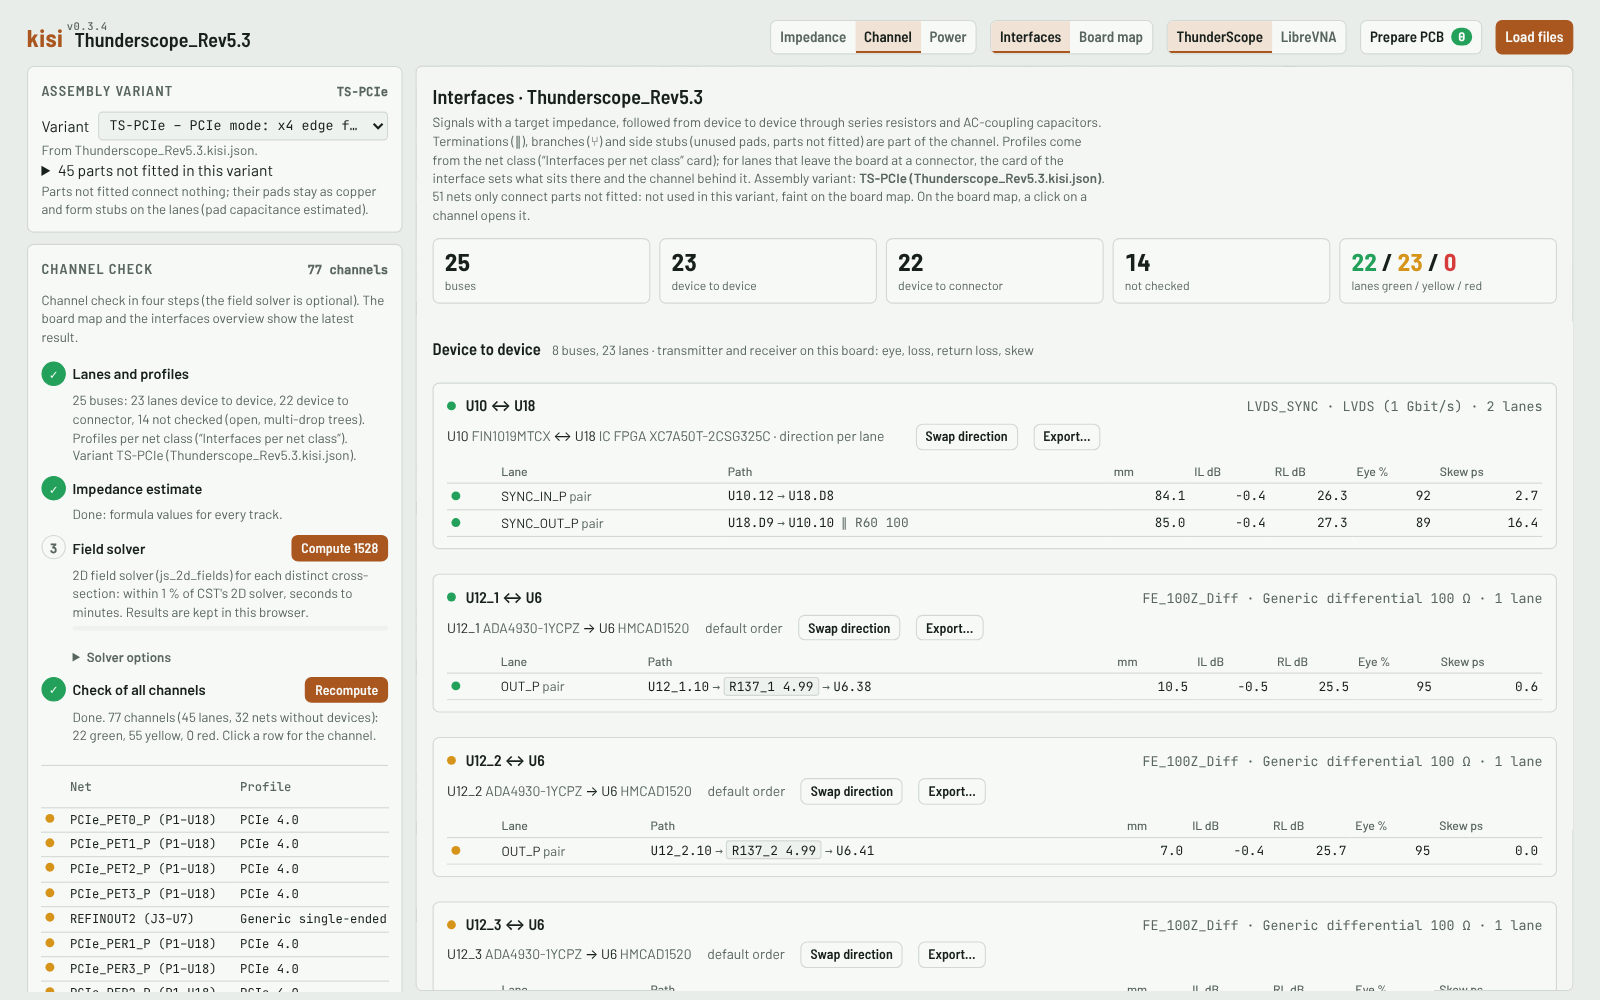 kisi v0.3.4
Thunderscope_Rev5.3
Impedance Channel Power Interfaces Board map ThunderScope LibreVNA Prepare PCB 0 Load files
ASSEMBLY VARIANT TS-PCIe
Variant TS-PCIe – PCIe mode: x4 edge f…
From Thunderscope_Rev5.3.kisi.json.
▶ 45 parts not fitted in this variant
Parts not fitted connect nothing; their pads stay as copper
and form stubs on the lanes (pad capacitance estimated).
CHANNEL CHECK 77 channels
Channel check in four steps (the field solver is optional). The
board map and the interfaces overview show the latest
result.
✓ Lanes and profiles
25 buses: 23 lanes device to device, 22 device to
connector, 14 not checked (open, multi-drop trees).
Profiles per net class ("Interfaces per net class").
Variant TS-PCIe (Thunderscope_Rev5.3.kisi.json).
✓ Impedance estimate
Done: formula values for every track.
3 Field solver Compute 1528
2D field solver (js_2d_fields) for each distinct cross-
section: within 1 % of CST's 2D solver, seconds to
minutes. Results are kept in this browser.
▶ Solver options
✓ Check of all channels Recompute
Done. 77 channels (45 lanes, 32 nets without devices):
22 green, 55 yellow, 0 red. Click a row for the channel.
Net Profile
PCIe_PET0_P (P1–U18) PCIe 4.0
PCIe_PET1_P (P1–U18) PCIe 4.0
PCIe_PET2_P (P1–U18) PCIe 4.0
PCIe_PET3_P (P1–U18) PCIe 4.0
REFINOUT2 (J3–U7) Generic single-ended
PCIe_PER1_P (P1–U18) PCIe 4.0
PCIe_PER3_P (P1–U18) PCIe 4.0
PCIe_PER2_P (P1–U18) PCIe 4.0
Interfaces · Thunderscope_Rev5.3
Signals with a target impedance, followed from device to device through series resistors and AC-coupling capacitors.
Terminations (∥), branches (⑂) and side stubs (unused pads, parts not fitted) are part of the channel. Profiles come
from the net class ("Interfaces per net class" card); for lanes that leave the board at a connector, the card of the
interface sets what sits there and the channel behind it. Assembly variant: TS-PCIe (Thunderscope_Rev5.3.kisi.json).
51 nets only connect parts not fitted: not used in this variant, faint on the board map. On the board map, a click on a
channel opens it.
25 23 22 14 22 / 23 / 0
buses device to device device to connector not checked lanes green / yellow / red
Device to device 8 buses, 23 lanes · transmitter and receiver on this board: eye, loss, return loss, skew
U10 ↔ U18 LVDS_SYNC · LVDS (1 Gbit/s) · 2 lanes
U10 FIN1019MTCX ↔ U18 IC FPGA XC7A50T-2CSG325C · direction per lane Swap direction Export…
Lane Path mm IL dB RL dB Eye % Skew ps
SYNC_IN_P pair U10.12 → U18.D8 84.1 -0.4 26.3 92 2.7
SYNC_OUT_P pair U18.D9 → U10.10 ∥ R60 100 85.0 -0.4 27.3 89 16.4
U12_1 ↔ U6 FE_100Z_Diff · Generic differential 100 Ω · 1 lane
U12_1 ADA4930-1YCPZ → U6 HMCAD1520 default order Swap direction Export…
Lane Path mm IL dB RL dB Eye % Skew ps
OUT_P pair U12_1.10 → R137_1 4.99 → U6.38 10.5 -0.5 25.5 95 0.6
U12_2 ↔ U6 FE_100Z_Diff · Generic differential 100 Ω · 1 lane
U12_2 ADA4930-1YCPZ → U6 HMCAD1520 default order Swap direction Export…
Lane Path mm IL dB RL dB Eye % Skew ps
OUT_P pair U12_2.10 → R137_2 4.99 → U6.41 7.0 -0.4 25.7 95 0.0
U12_3 ↔ U6 FE_100Z_Diff · Generic differential 100 Ω · 1 lane
U12_3 ADA4930-1YCPZ → U6 HMCAD1520 default order Swap direction Export…
Lane Path mm IL dB RL dB Eye % Skew ps